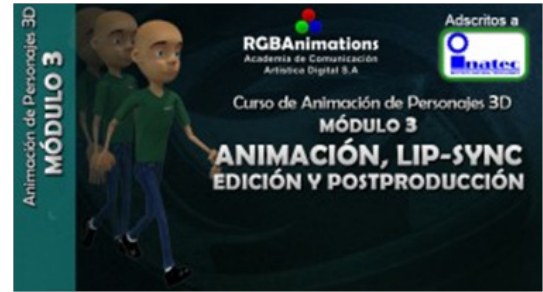 Animación de Personajes 3D
MÓDULO 3
RGBAnimations
Academia de Comunicación
Artístico Digital S.A
Adscritos a
Inatec
Curso de Animación de Personajes 3D
MÓDULO 3
ANIMACIÓN, LIP-SYNC
EDICIÓN Y POSTPRODUCCIÓN